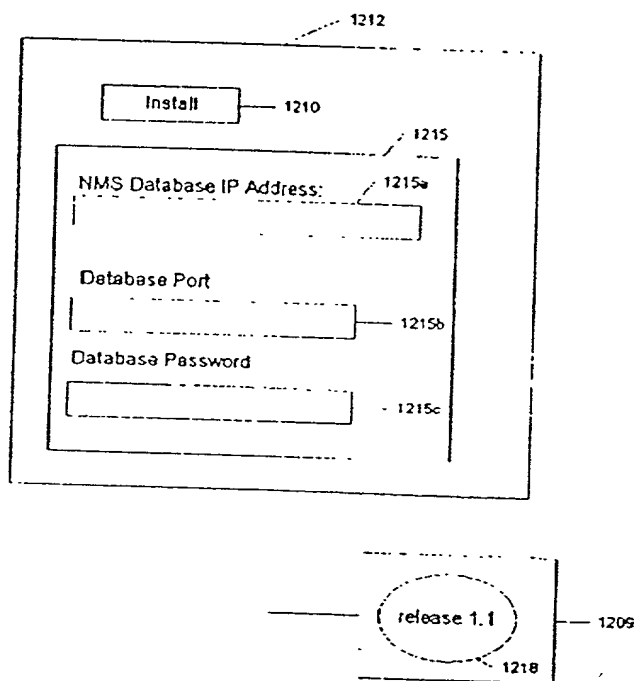 1212
Install
1210
1215
NMS Database IP Address:
1215a
Database Port
1215b
Database Password
1215c
release 1.1
1209
1218